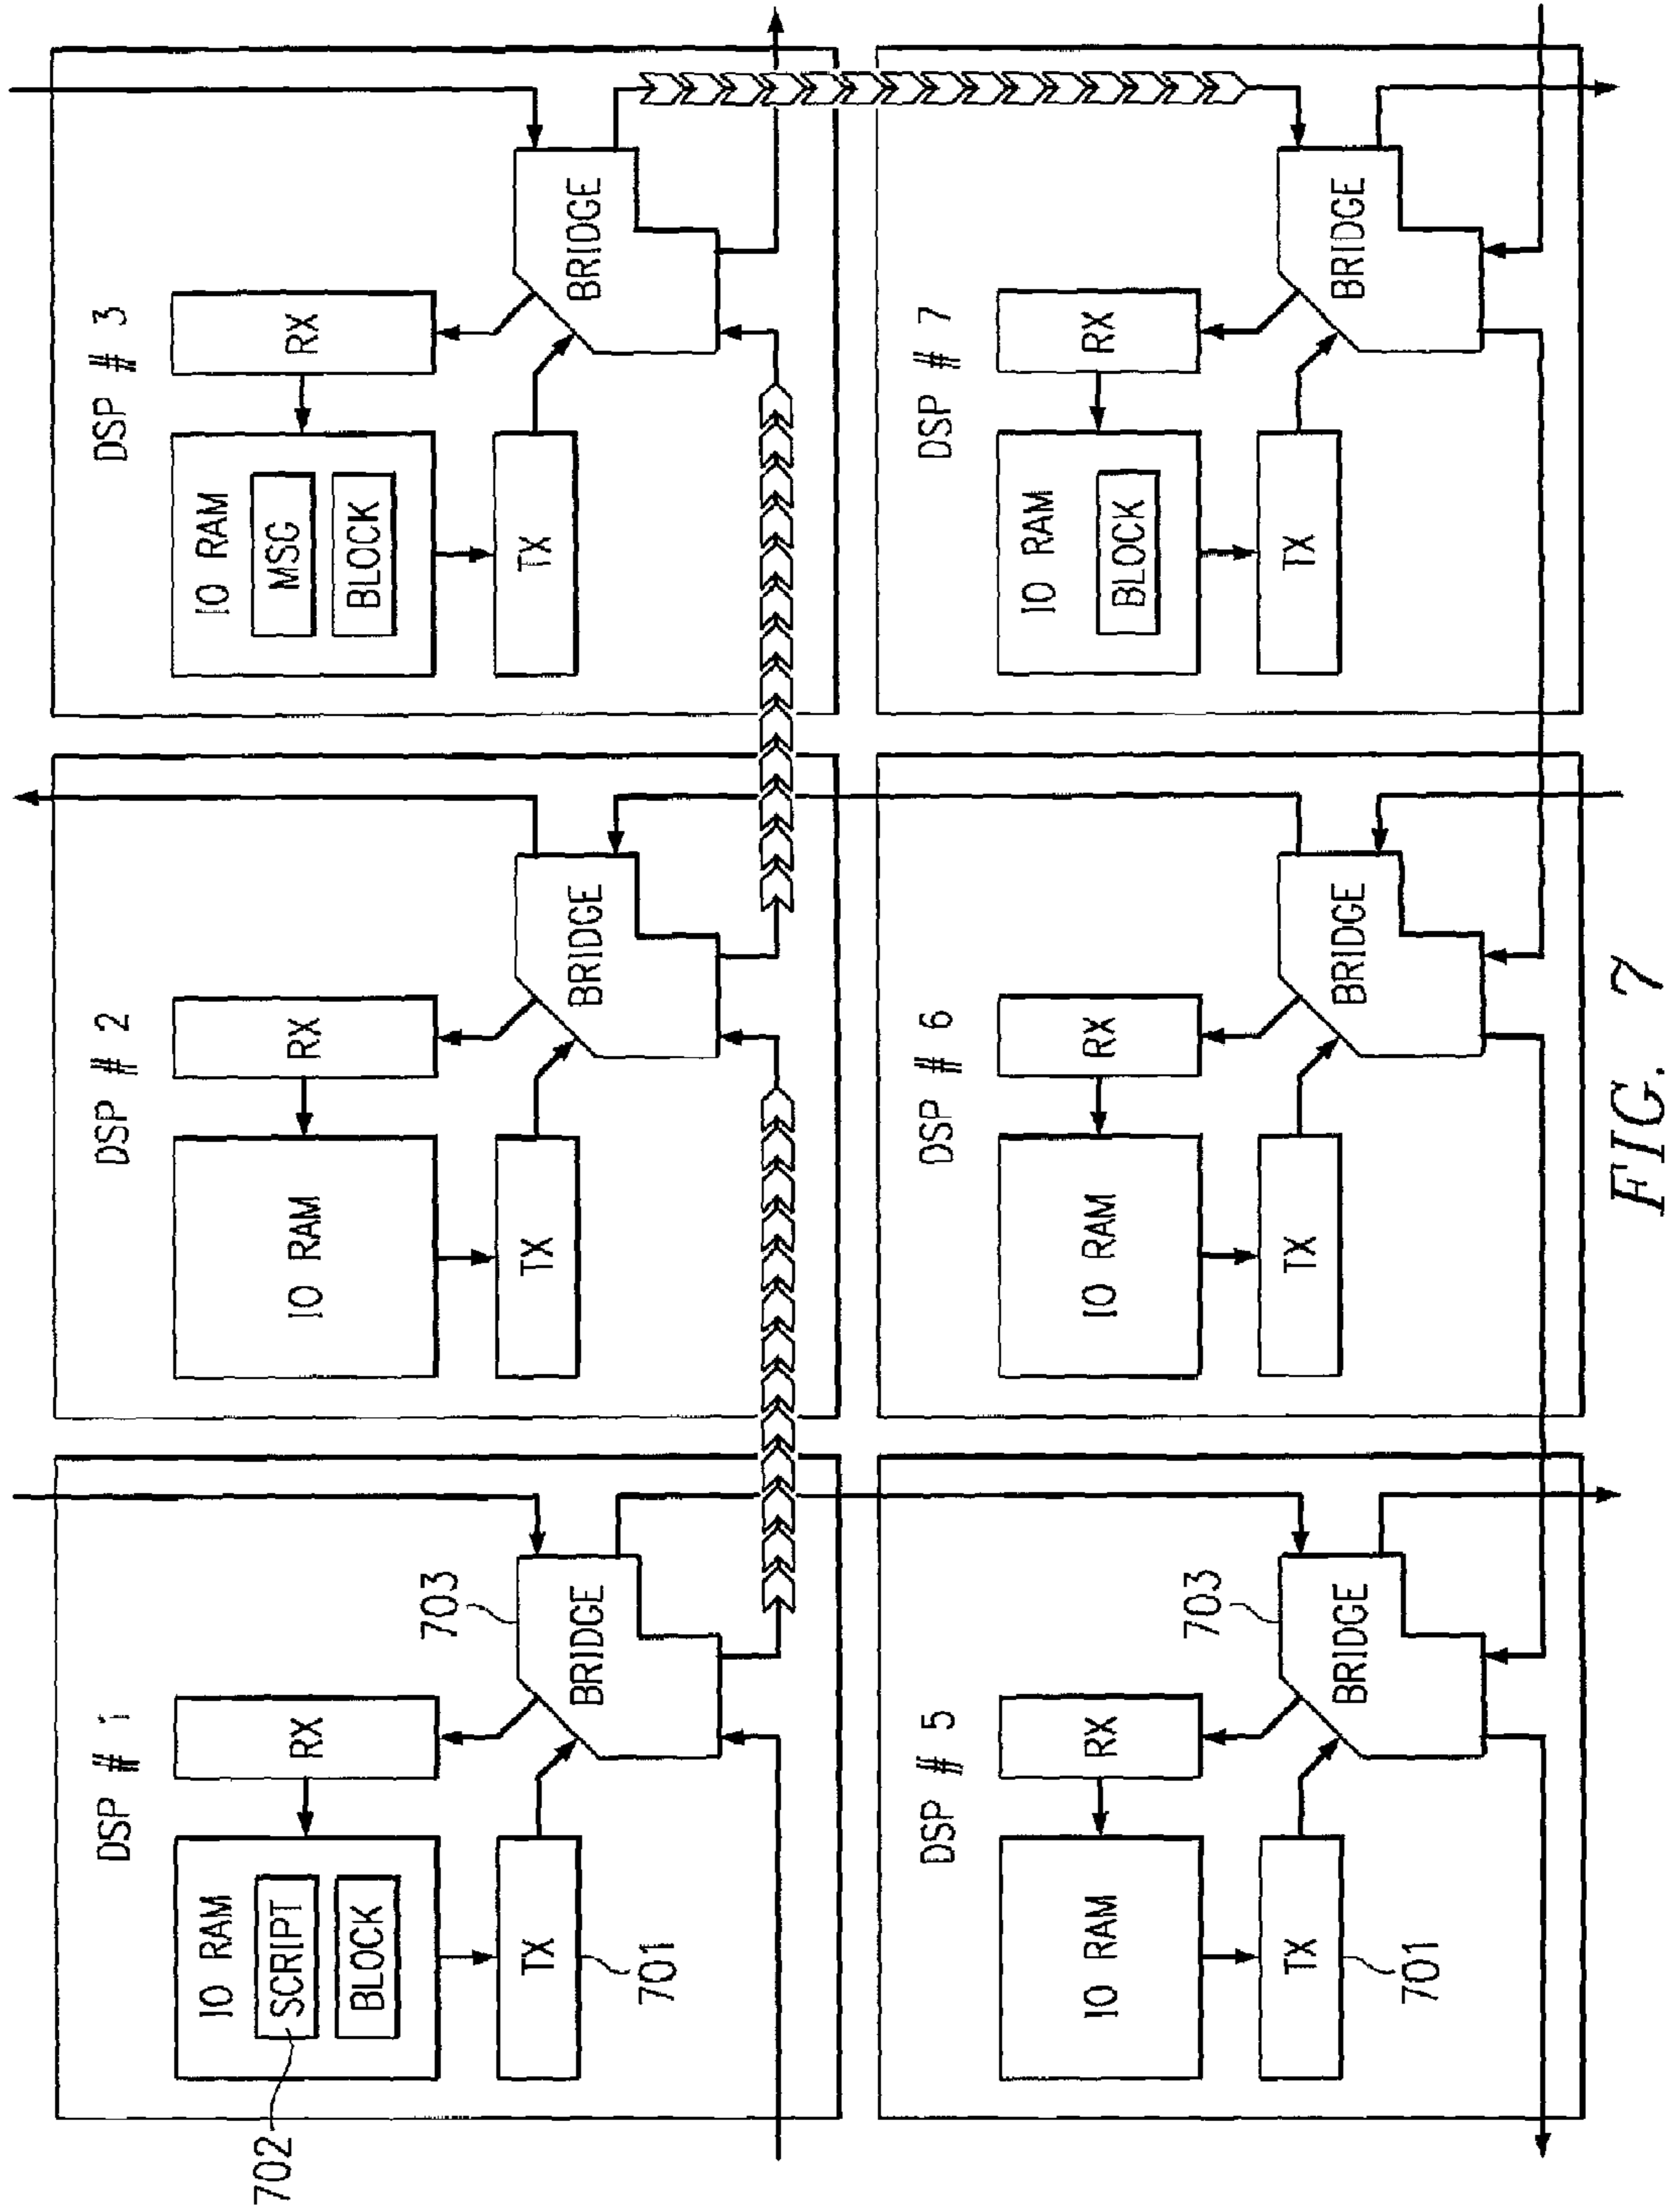 DSP # 1
IO RAM
SCRIPT
BLOCK
702
RX
TX
701
BRIDGE
703
DSP # 2
IO RAM
RX
TX
BRIDGE
DSP # 3
IO RAM
MSG
BLOCK
RX
TX
BRIDGE
DSP # 5
IO RAM
RX
TX
701
BRIDGE
703
DSP # 6
IO RAM
RX
TX
BRIDGE
DSP # 7
IO RAM
BLOCK
RX
TX
BRIDGE
FIG. 7